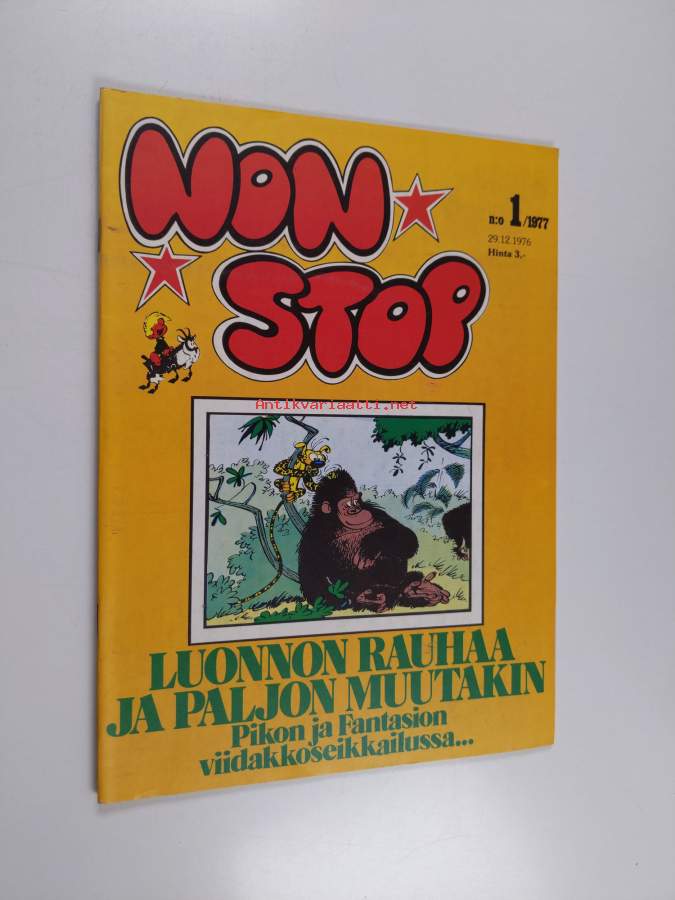 NON
STOP
n:o 1/1977
29.12.1976
Hinta 3,-
Antikvariaatti.net
LUONNON RAUHAA
JA PALJON MUUTAKIN
Pikon ja Fantasion
viidakkoseikkailussa...